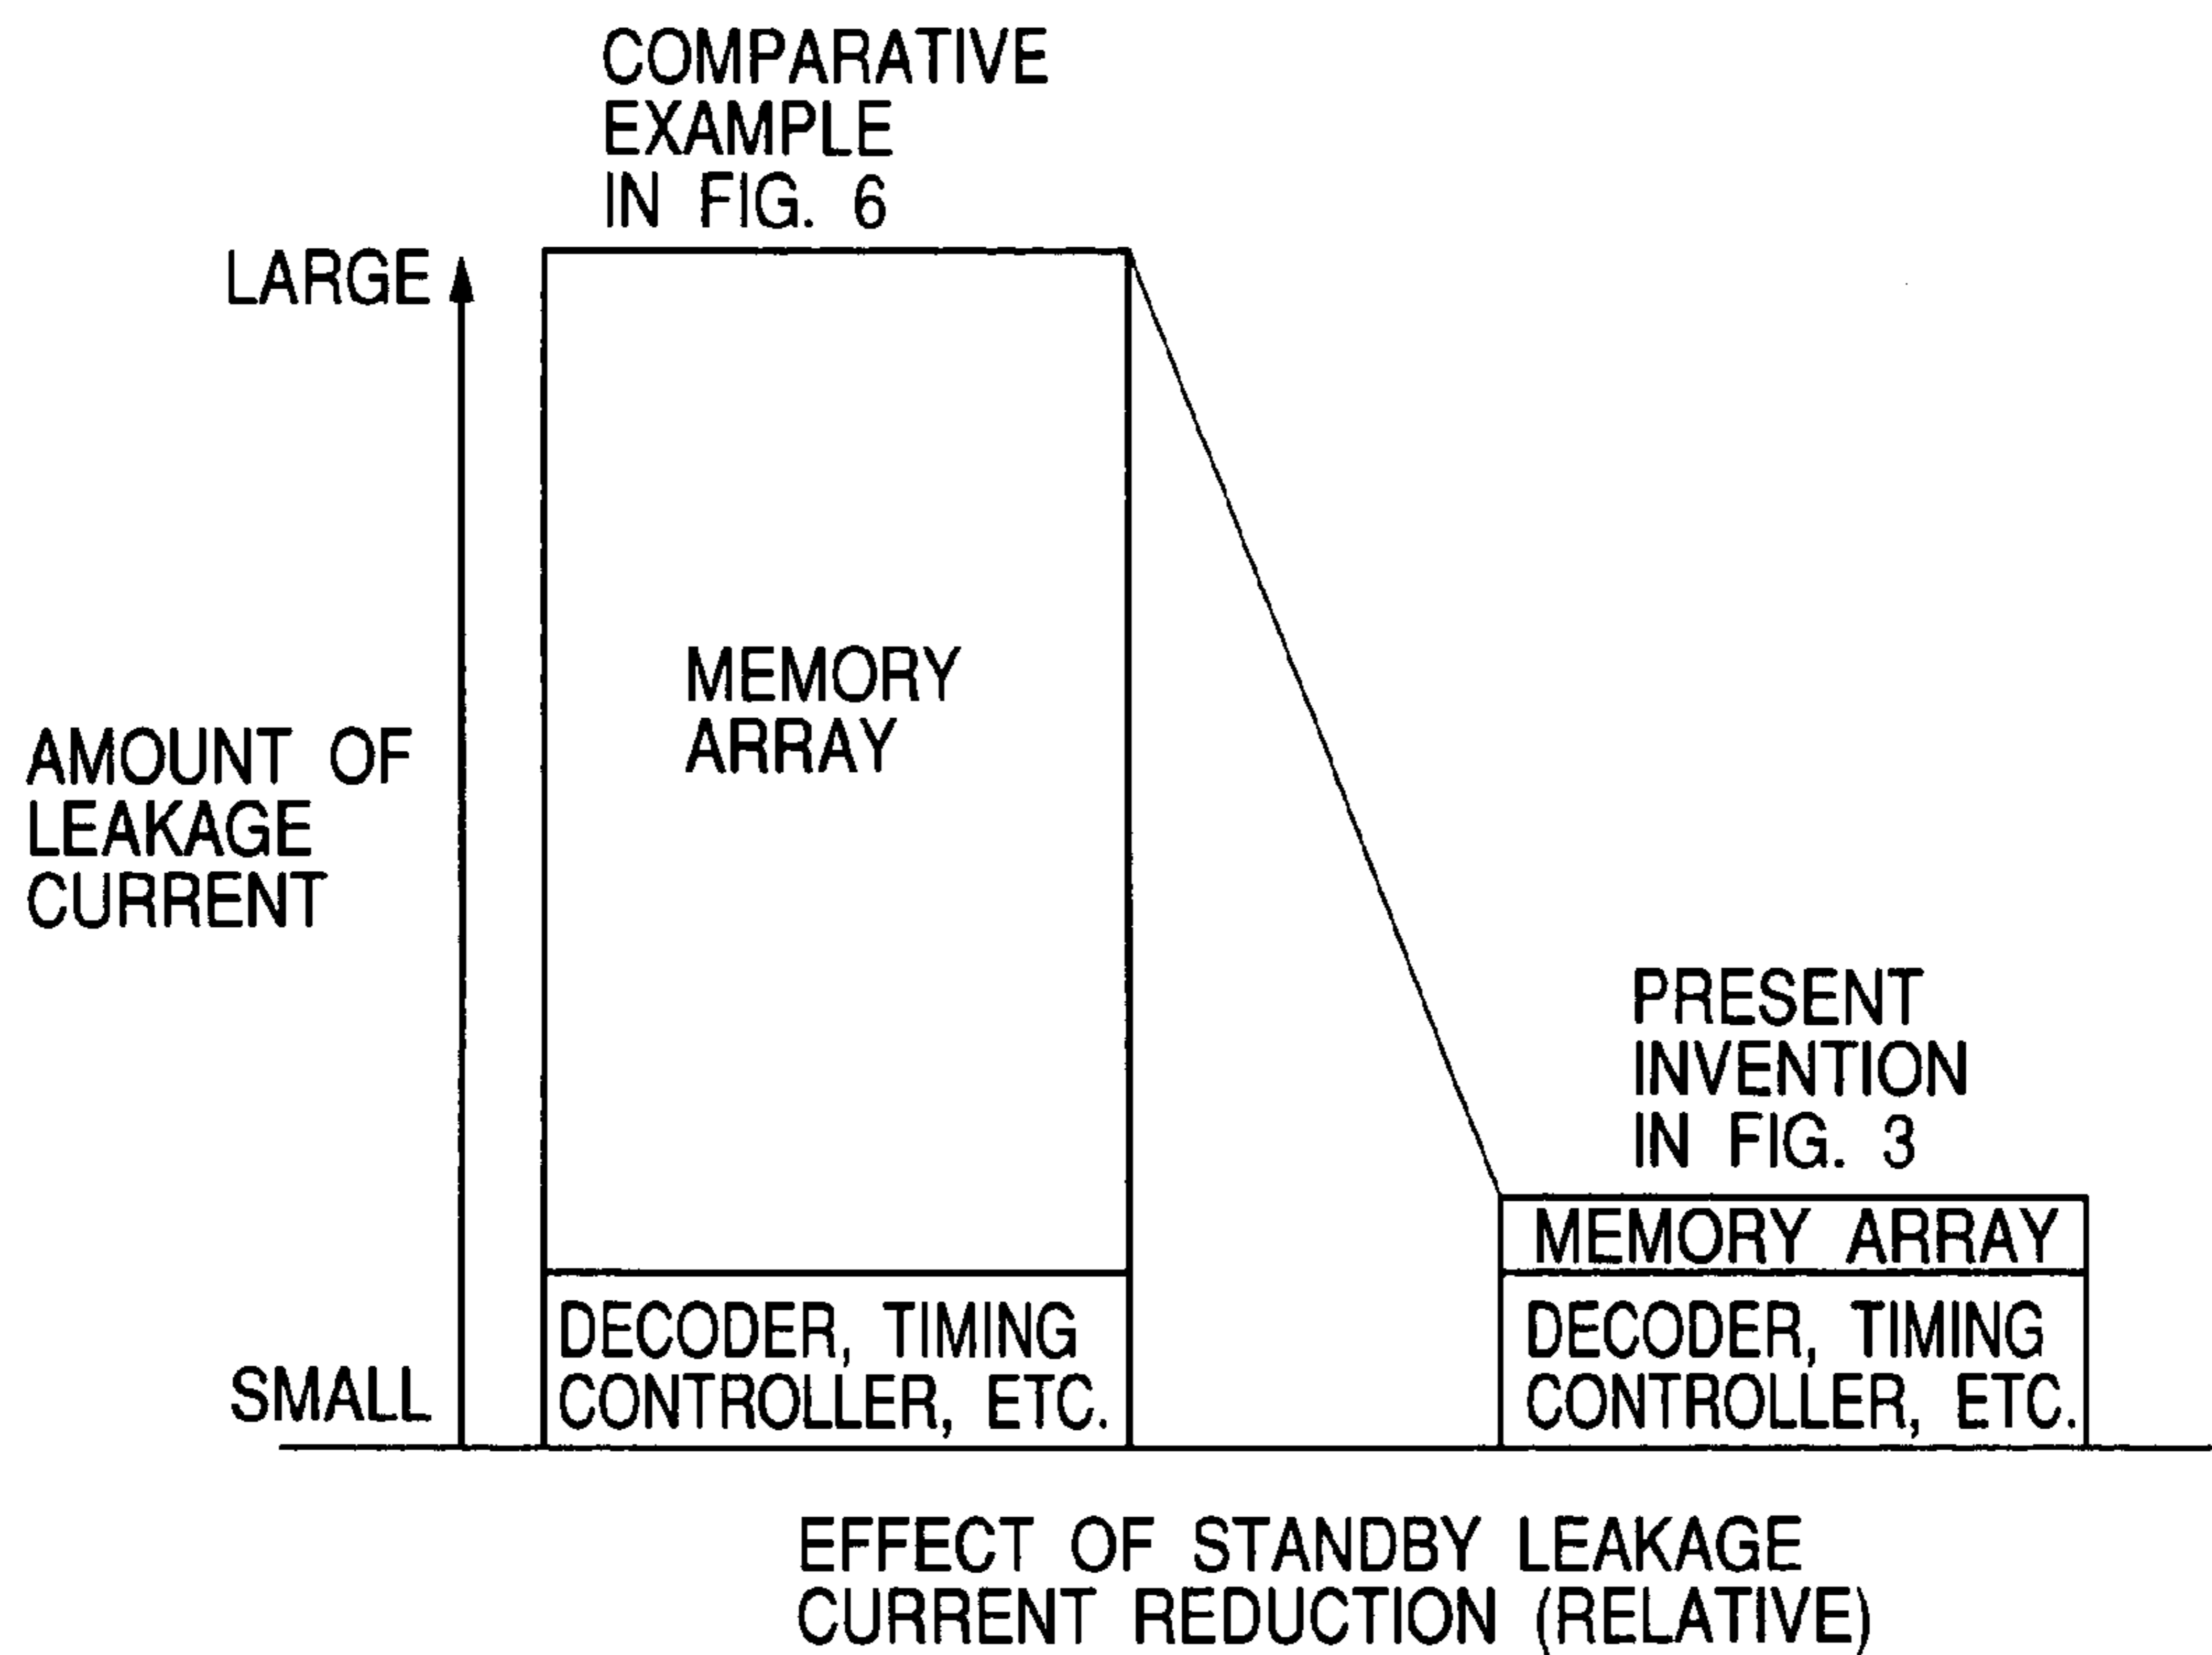 COMPARATIVE
EXAMPLE
IN FIG. 6
LARGE
MEMORY
ARRAY
AMOUNT OF
LEAKAGE
CURRENT
PRESENT
INVENTION
IN FIG. 3
MEMORY ARRAY
DECODER, TIMING
CONTROLLER, ETC.
DECODER, TIMING
CONTROLLER, ETC.
SMALL
EFFECT OF STANDBY LEAKAGE
CURRENT REDUCTION (RELATIVE)